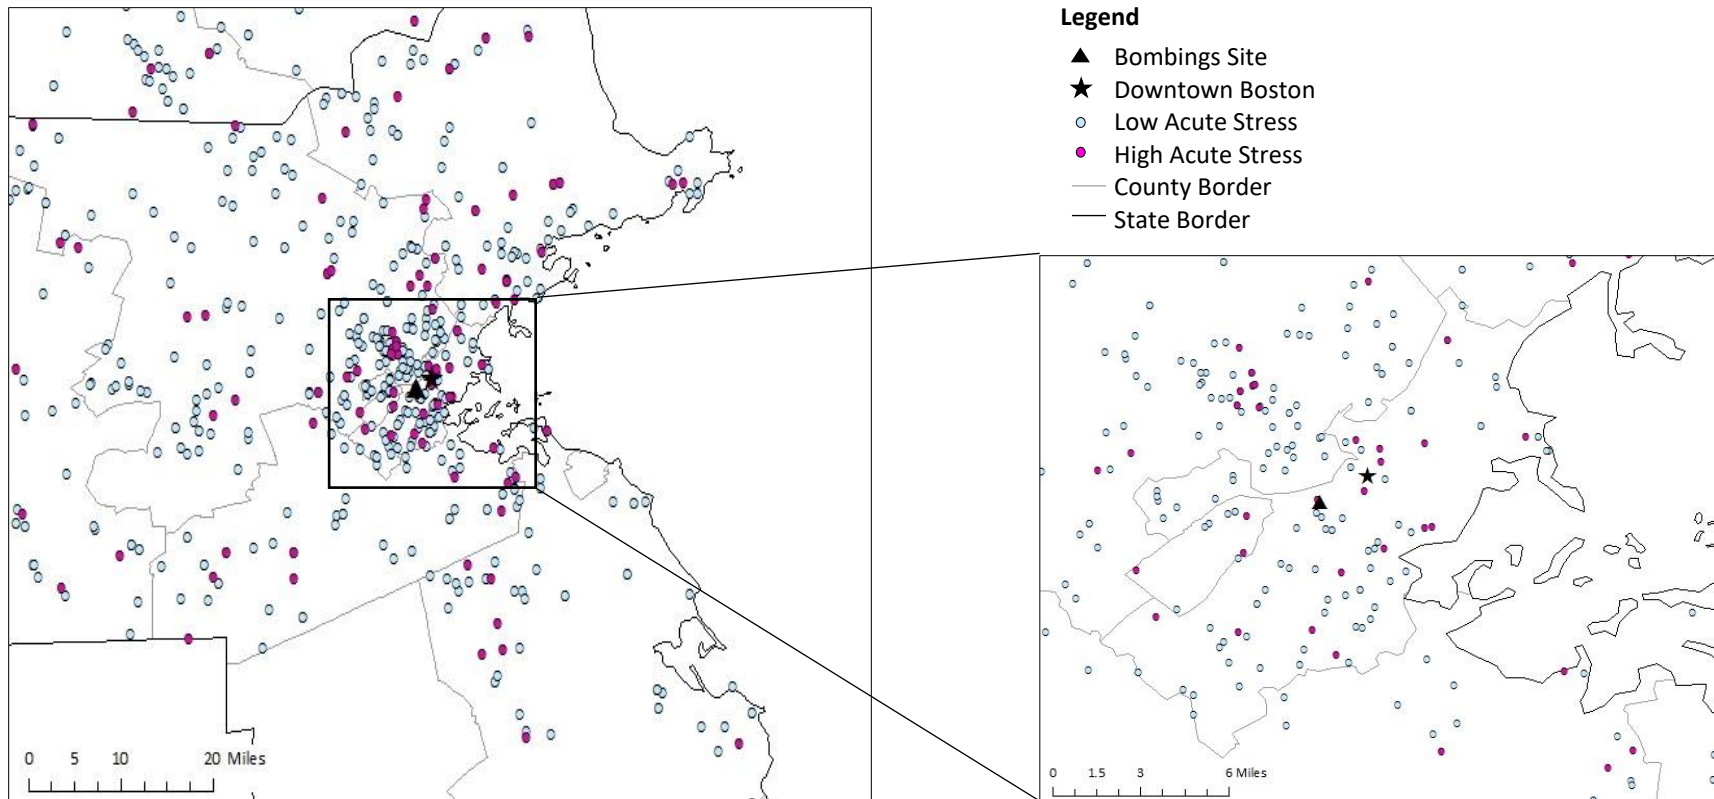 Legend
Bombings Site
Downtown Boston
Low Acute Stress
High Acute Stress
County Border
State Border
0 5 10 20 Miles
0 1.5 3 6 Miles